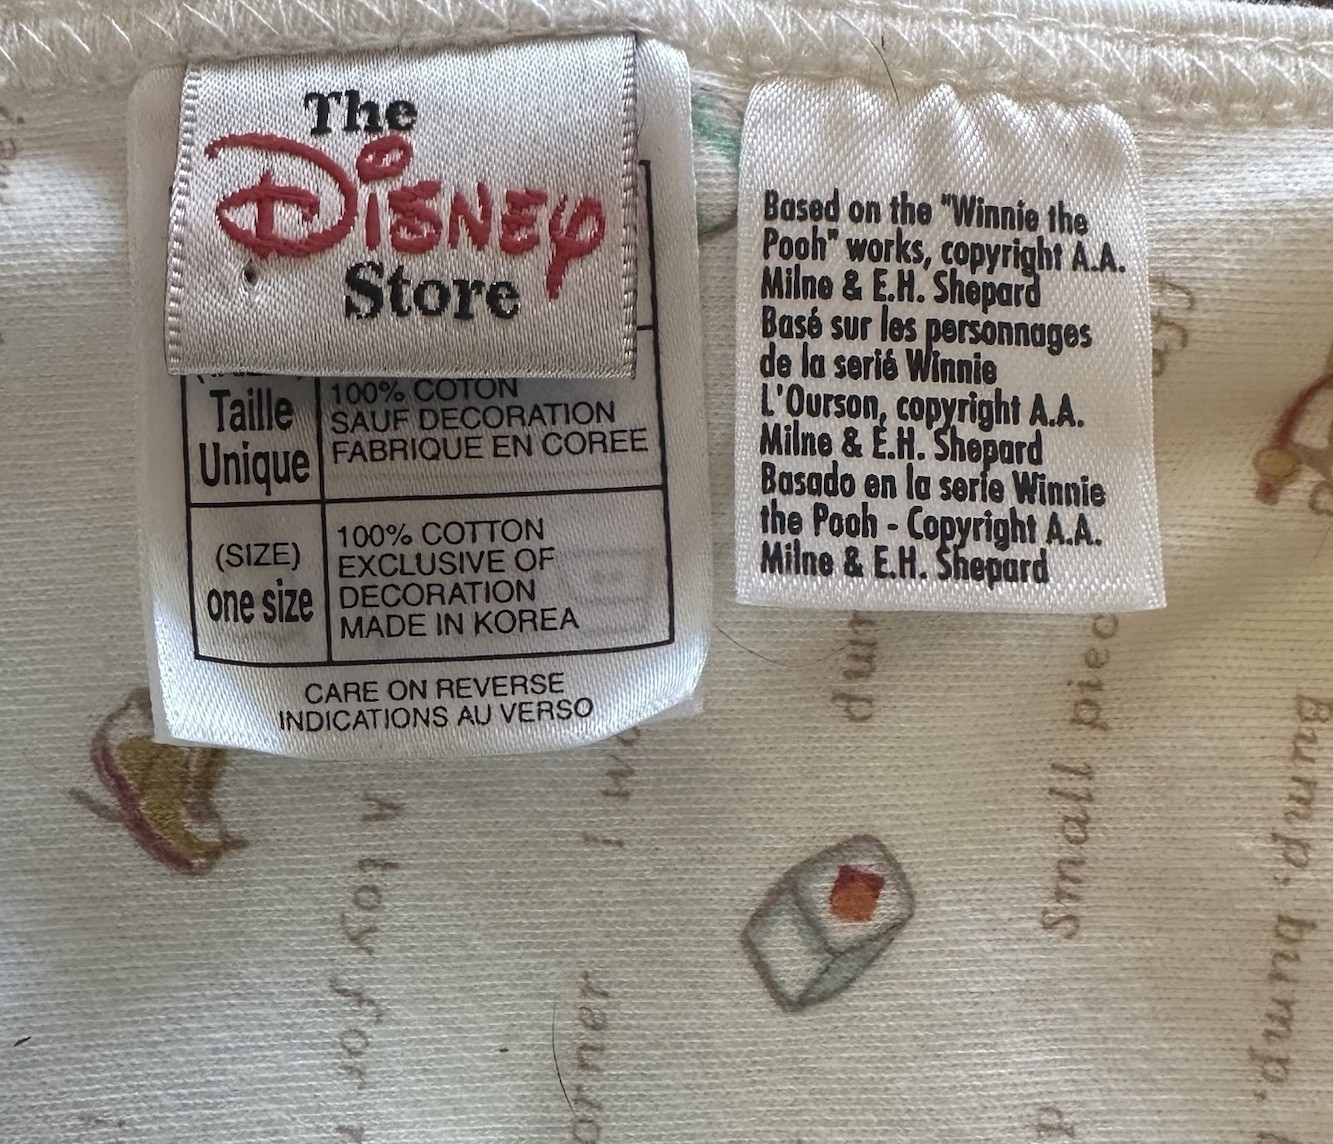 The
Disney
Store
Taille
Unique
100% COTON
SAUF DECORATION
FABRIQUE EN COREE
(SIZE)
one size
100% COTTON
EXCLUSIVE OF
DECORATION
MADE IN KOREA
CARE ON REVERSE
INDICATIONS AU VERSO
Based on the "Winnie the
Pooh" works, copyright A.A.
Milne & E.H. Shepard
Basé sur les personnages
de la serié Winnie
L'Ourson, copyright A.A.
Milne & E.H. Shepard
Basado en la serie Winnie
the Pooh - Copyright A.A.
Milne & E.H. Shepard
A toy for
Small
Bump, bump,